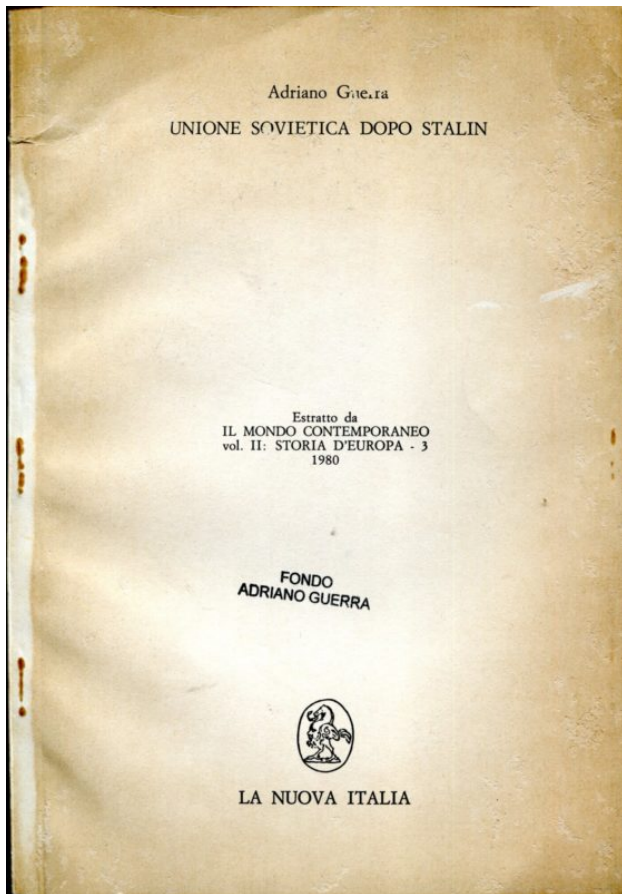 Adriano Guerra
UNIONE SOVIETICA DOPO STALIN
Estratto da
IL MONDO CONTEMPORANEO
vol. II: STORIA D'EUROPA - 3
1980
FONDO
ADRIANO GUERRA
LA NUOVA ITALIA